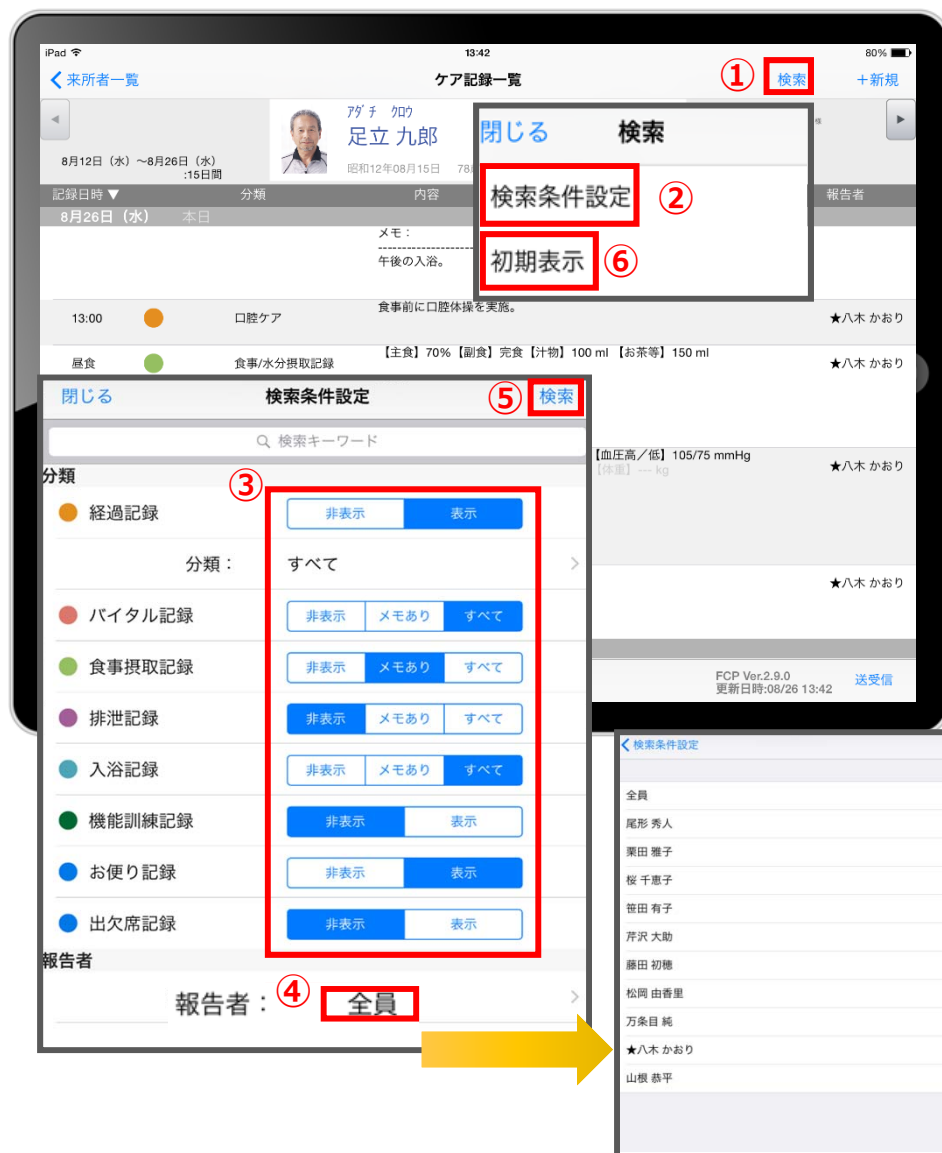 iPad 13:42 80%
来所者一覧 ケア記録一覧 ① 検索 +新規
アダチ クロウ
足立 九郎
8月12日(水)~8月26日(水)
:15日間
昭和12年08月15日 78
様
閉じる 検索
検索条件設定 ②
初期表示 ⑥
記録日時▼ 分類 内容 報告者
8月26日(水) 本日
メモ:
--------------------
午後の入浴。
13:00 口腔ケア 食事前に口腔体操を実施。 ★八木 かおり
昼食 食事/水分摂取記録 【主食】70%【副食】完食【汁物】100 ml 【お茶等】150 ml ★八木 かおり
【血圧高/低】105/75 mmHg
【体重】--- kg
★八木 かおり
★八木 かおり
FCP Ver.2.9.0
更新日時:08/26 13:42 送受信
閉じる 検索条件設定 ⑤ 検索
検索キーワード
分類
③
経過記録 非表示 表示
分類: すべて
バイタル記録 非表示 メモあり すべて
食事摂取記録 非表示 メモあり すべて
排泄記録 非表示 メモあり すべて
入浴記録 非表示 メモあり すべて
機能訓練記録 非表示 表示
お便り記録 非表示 表示
出欠席記録 非表示 表示
報告者
報告者: ④ 全員
検索条件設定
全員
尾形 秀人
栗田 雅子
桜 千恵子
笹田 有子
芹沢 大助
藤田 初穂
松岡 由香里
万条目 純
★八木 かおり
山根 恭平